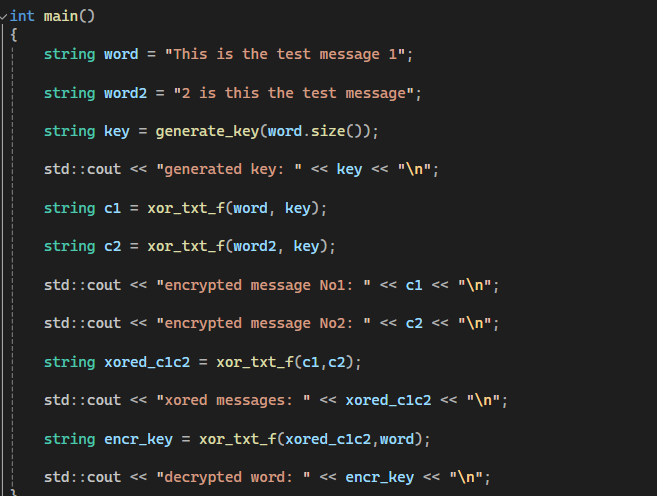 int main()
{
string word = "This is the test message 1";
string word2 = "2 is this the test message";
string key = generate_key(word.size());
std::cout << "generated key: " << key << "\n";
string c1 = xor_txt_f(word, key);
string c2 = xor_txt_f(word2, key);
std::cout << "encrypted message No1: " << c1 << "\n";
std::cout << "encrypted message No2: " << c2 << "\n";
string xored_c1c2 = xor_txt_f(c1,c2);
std::cout << "xored messages: " << xored_c1c2 << "\n";
string encr_key = xor_txt_f(xored_c1c2,word);
std::cout << "decrypted word: " << encr_key << "\n";
}